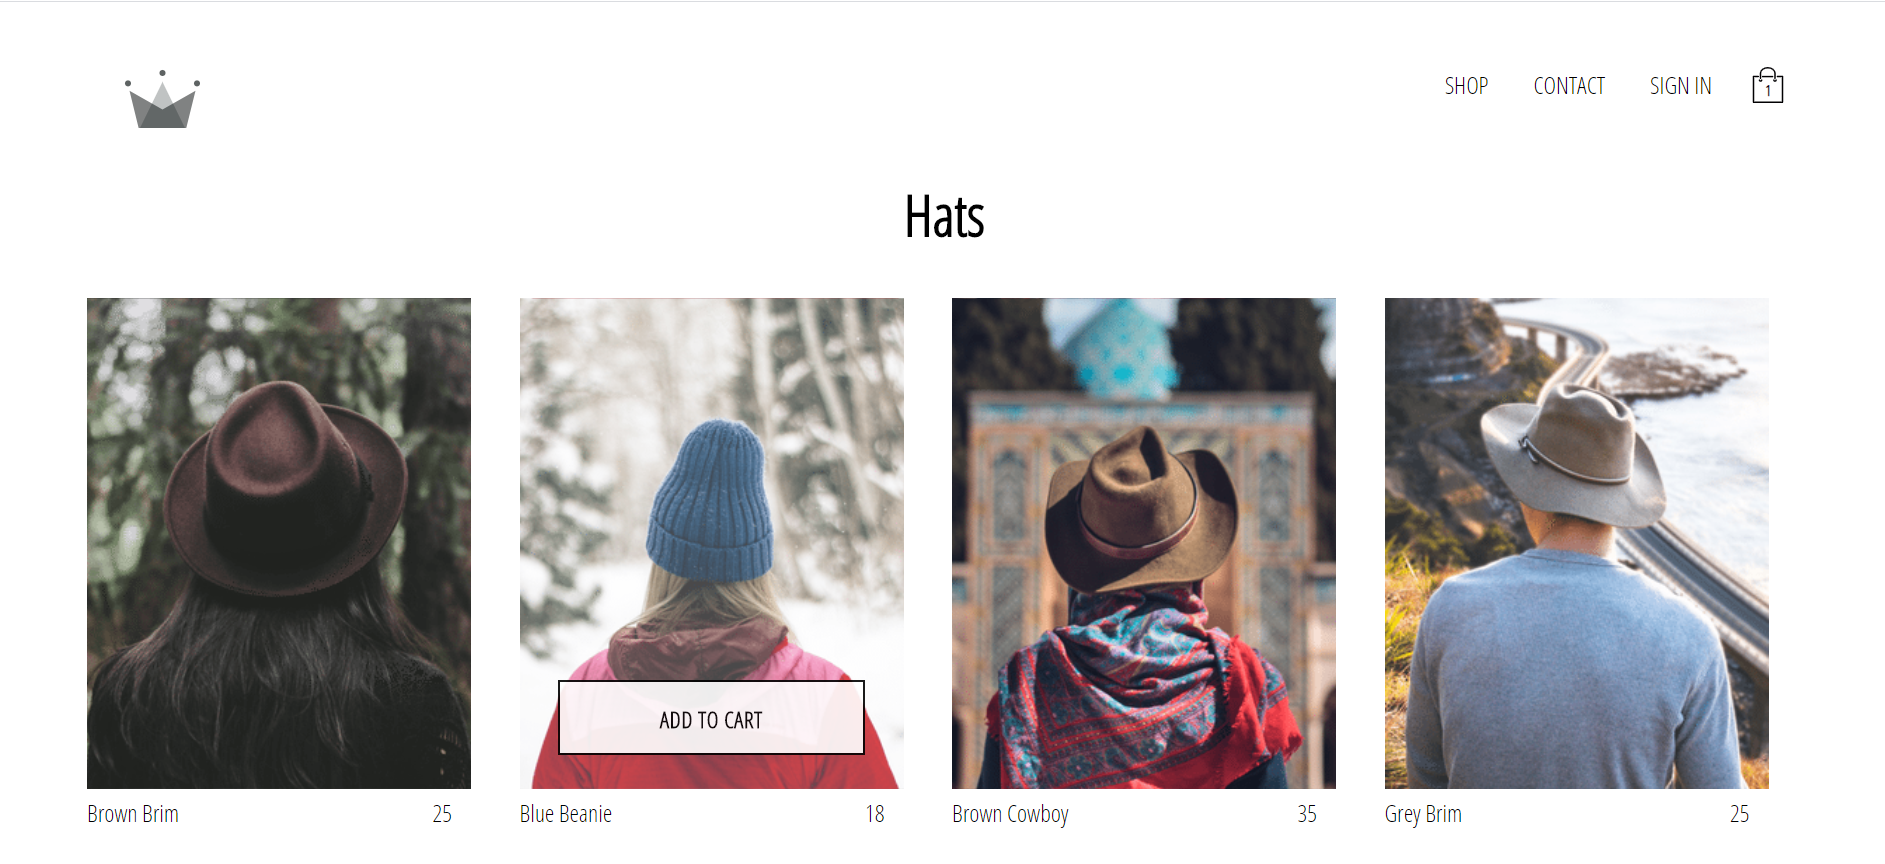 SHOP CONTACT SIGN IN 1
Hats
ADD TO CART
Brown Brim 25 Blue Beanie 18 Brown Cowboy 35 Grey Brim 25